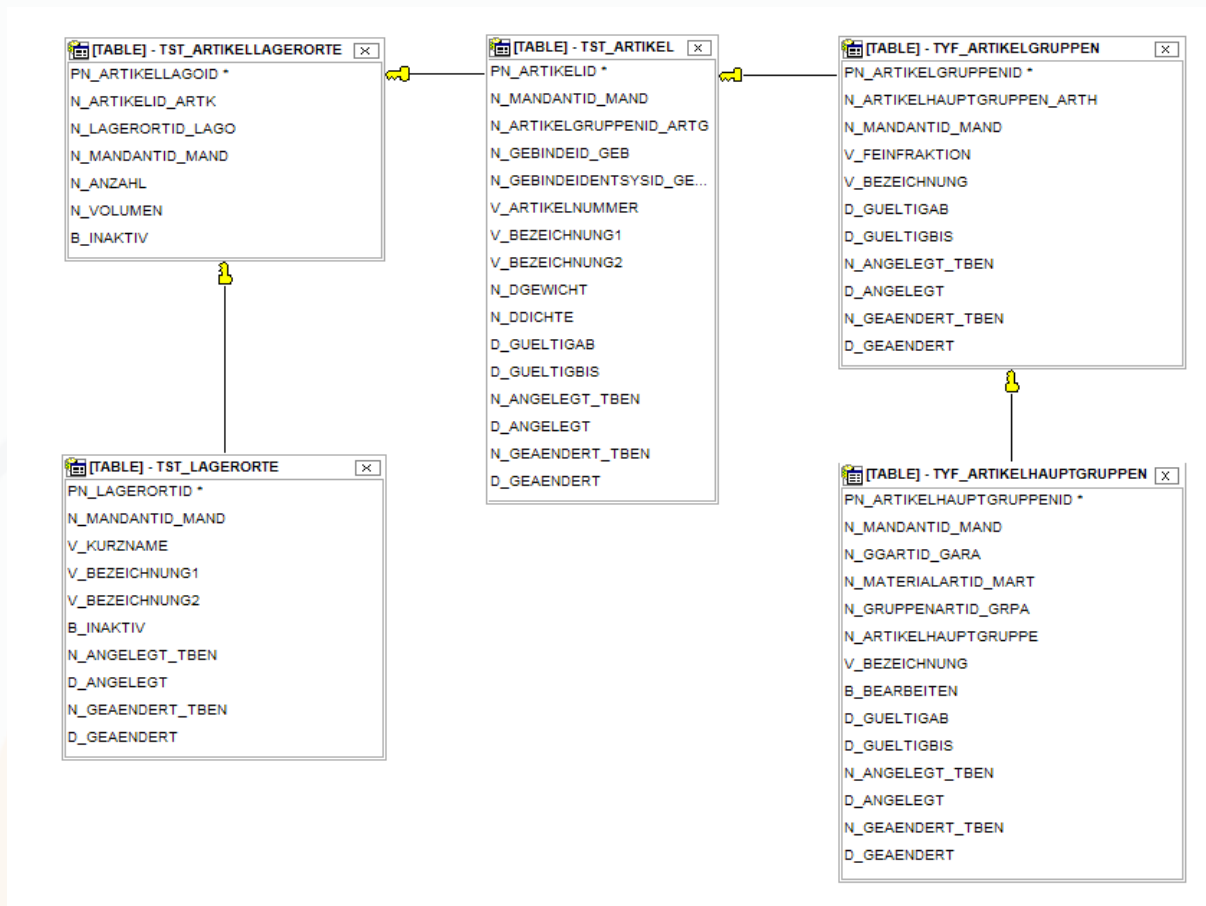 [TABLE] - TST_ARTIKELLAGERORTE
PN_ARTIKELLAGOID *
N_ARTIKELID_ARTK
N_LAGERORTID_LAGO
N_MANDANTID_MAND
N_ANZAHL
N_VOLUMEN
B_INAKTIV
[TABLE] - TST_ARTIKEL
PN_ARTIKELID *
N_MANDANTID_MAND
N_ARTIKELGRUPPENID_ARTG
N_GEBINDEID_GEB
N_GEBINDEIDENTSYSID_GE...
V_ARTIKELNUMMER
V_BEZEICHNUNG1
V_BEZEICHNUNG2
N_DGEWICHT
N_DDICHTE
D_GUELTIGAB
D_GUELTIGBIS
N_ANGELEGT_TBEN
D_ANGELEGT
N_GEAENDERT_TBEN
D_GEAENDERT
[TABLE] - TYF_ARTIKELGRUPPEN
PN_ARTIKELGRUPPENID *
N_ARTIKELHAUPTGRUPPEN_ARTH
N_MANDANTID_MAND
V_FEINFRAKTION
V_BEZEICHNUNG
D_GUELTIGAB
D_GUELTIGBIS
N_ANGELEGT_TBEN
D_ANGELEGT
N_GEAENDERT_TBEN
D_GEAENDERT
[TABLE] - TST_LAGERORTE
PN_LAGERORTID *
N_MANDANTID_MAND
V_KURZNAME
V_BEZEICHNUNG1
V_BEZEICHNUNG2
B_INAKTIV
N_ANGELEGT_TBEN
D_ANGELEGT
N_GEAENDERT_TBEN
D_GEAENDERT
[TABLE] - TYF_ARTIKELHAUPTGRUPPEN
PN_ARTIKELHAUPTGRUPPENID *
N_MANDANTID_MAND
N_GGARTID_GARA
N_MATERIALARTID_MART
N_GRUPPENARTID_GRPA
N_ARTIKELHAUPTGRUPPE
V_BEZEICHNUNG
B_BEARBEITEN
D_GUELTIGAB
D_GUELTIGBIS
N_ANGELEGT_TBEN
D_ANGELEGT
N_GEAENDERT_TBEN
D_GEAENDERT